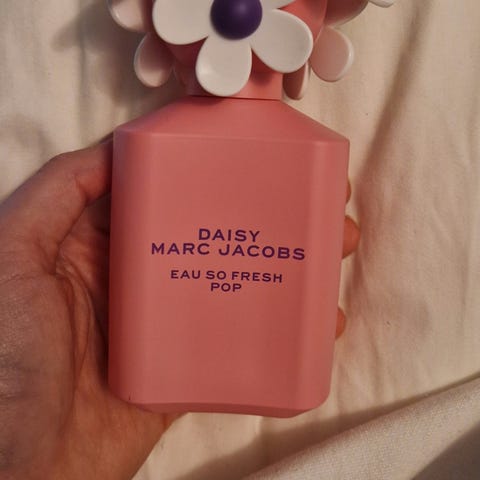 DAISY
MARC JACOBS
EAU SO FRESH
POP